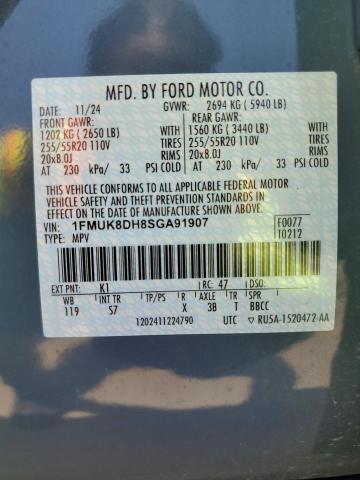 MFD. BY FORD MOTOR CO.
11/24 GVWR: 2694 KG ( 5940 LB)
FRONT GAWR: REAR GAWR:
1202 KG ( 2650 LB) WITH 1560 KG ( 3440 LB) WITH
255/55R20 110V TIRES 255/55R20 110V TIRES
20x8.0J RIMS 20x8.0J RIMS
AT 230 kPa/ 33 PSI COLD AT 230 kPa/ 33 PSI COLD
THIS VEHICLE CONFORMS TO ALL APPLICABLE FEDERAL MOTOR
VEHICLE SAFETY AND BUMPER STANDARDS IN EFFECT ON THE DATE OF
MANUFACTURE SHOWN ABOVE.
VIN: 1FMUK8DH8SGA91907 F0077
TYPE: MPV T0212
EXT PNT: K1 RC: 47 DSO:
WB INT TR TP/PS R AXLE TR SPR
119 S7 X 3B T BBCC
1202411224790 UTC RU5A-1520472-AA